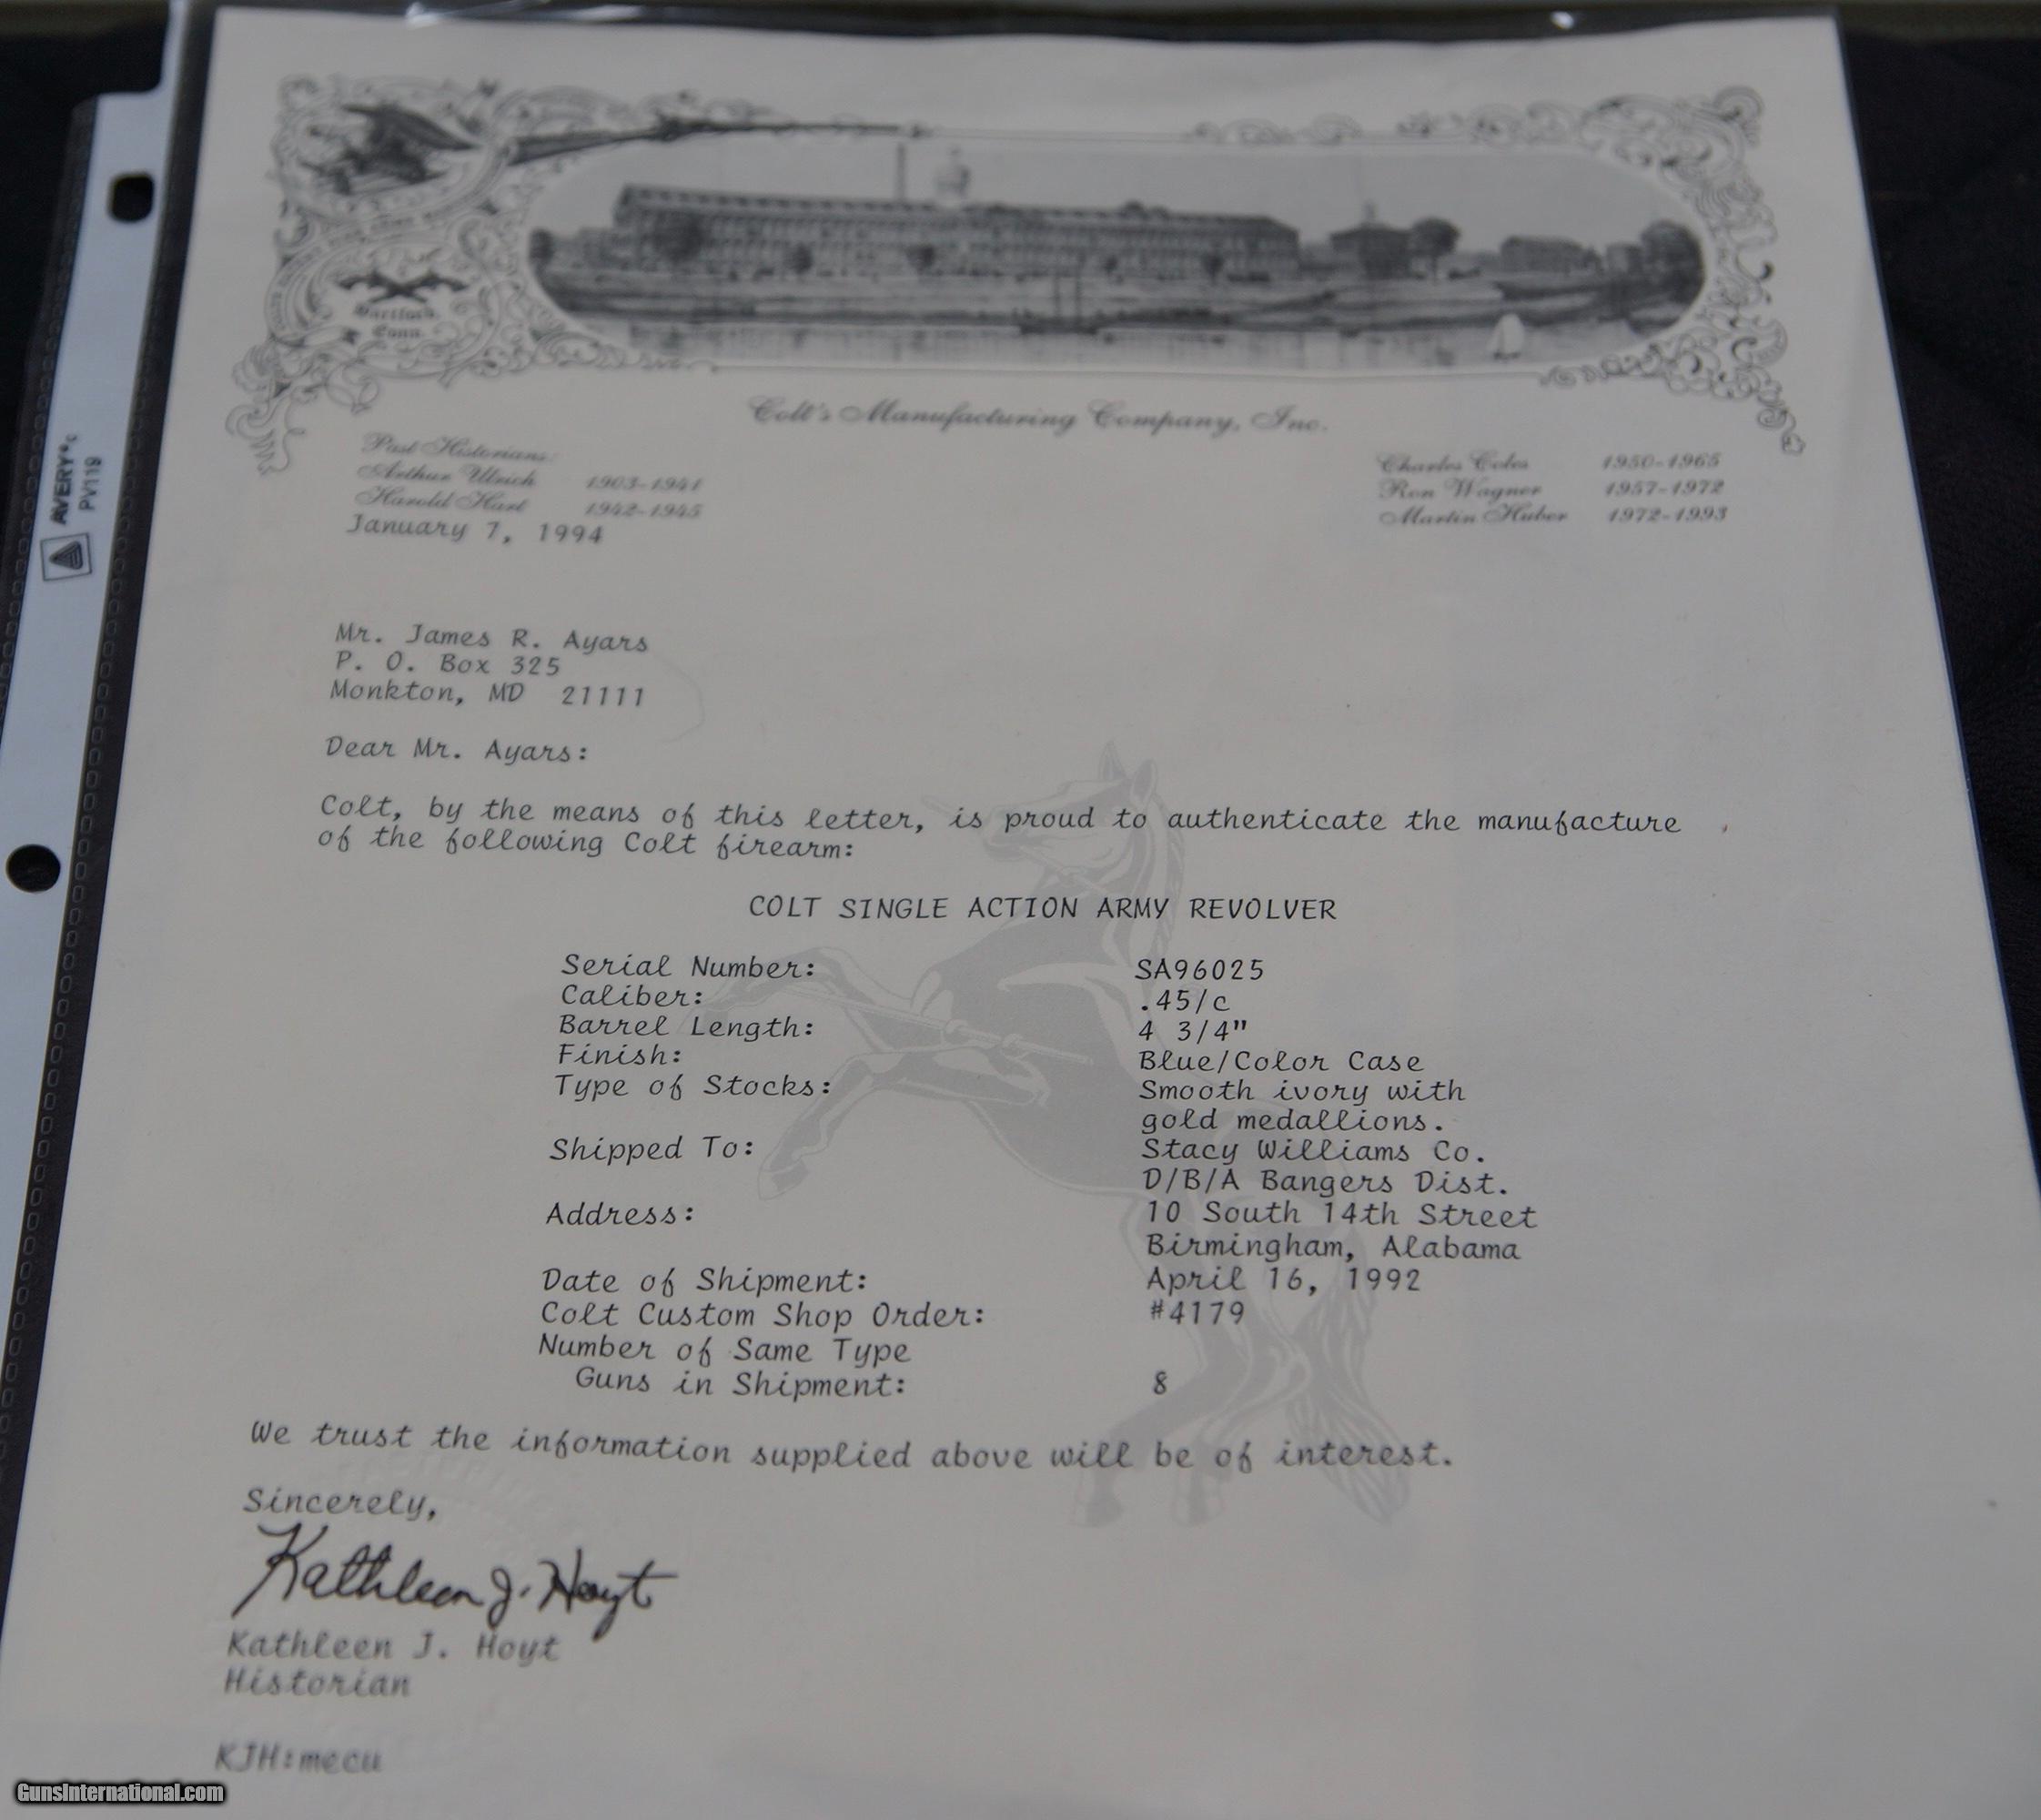 Hartford,
Conn.
Colt's Manufacturing Company, Inc.
Past Historians:
Arthur Ulrich 1903-1941
Harold Hart 1942-1945
Charles Coles 1950-1965
Ron Wagner 1957-1972
Martin Huber 1972-1993
AVERY®
PV119
January 7, 1994
Mr. James R. Ayars
P. O. Box 325
Monkton, MD 21111
Dear Mr. Ayars:
Colt, by the means of this letter, is proud to authenticate the manufacture
of the following Colt firearm:
COLT SINGLE ACTION ARMY REVOLVER
Serial Number: SA96025
Caliber: .45/c
Barrel Length: 4 3/4"
Finish: Blue/Color Case
Type of Stocks: Smooth ivory with
gold medallions.
Shipped To: Stacy Williams Co.
D/B/A Bangers Dist.
Address: 10 South 14th Street
Birmingham, Alabama
Date of Shipment: April 16, 1992
Colt Custom Shop Order: #4179
Number of Same Type
Guns in Shipment: 8
We trust the information supplied above will be of interest.
Sincerely,
Kathleen J. Hoyt
Kathleen J. Hoyt
Historian
KJH:mecu
GunsInternational.com